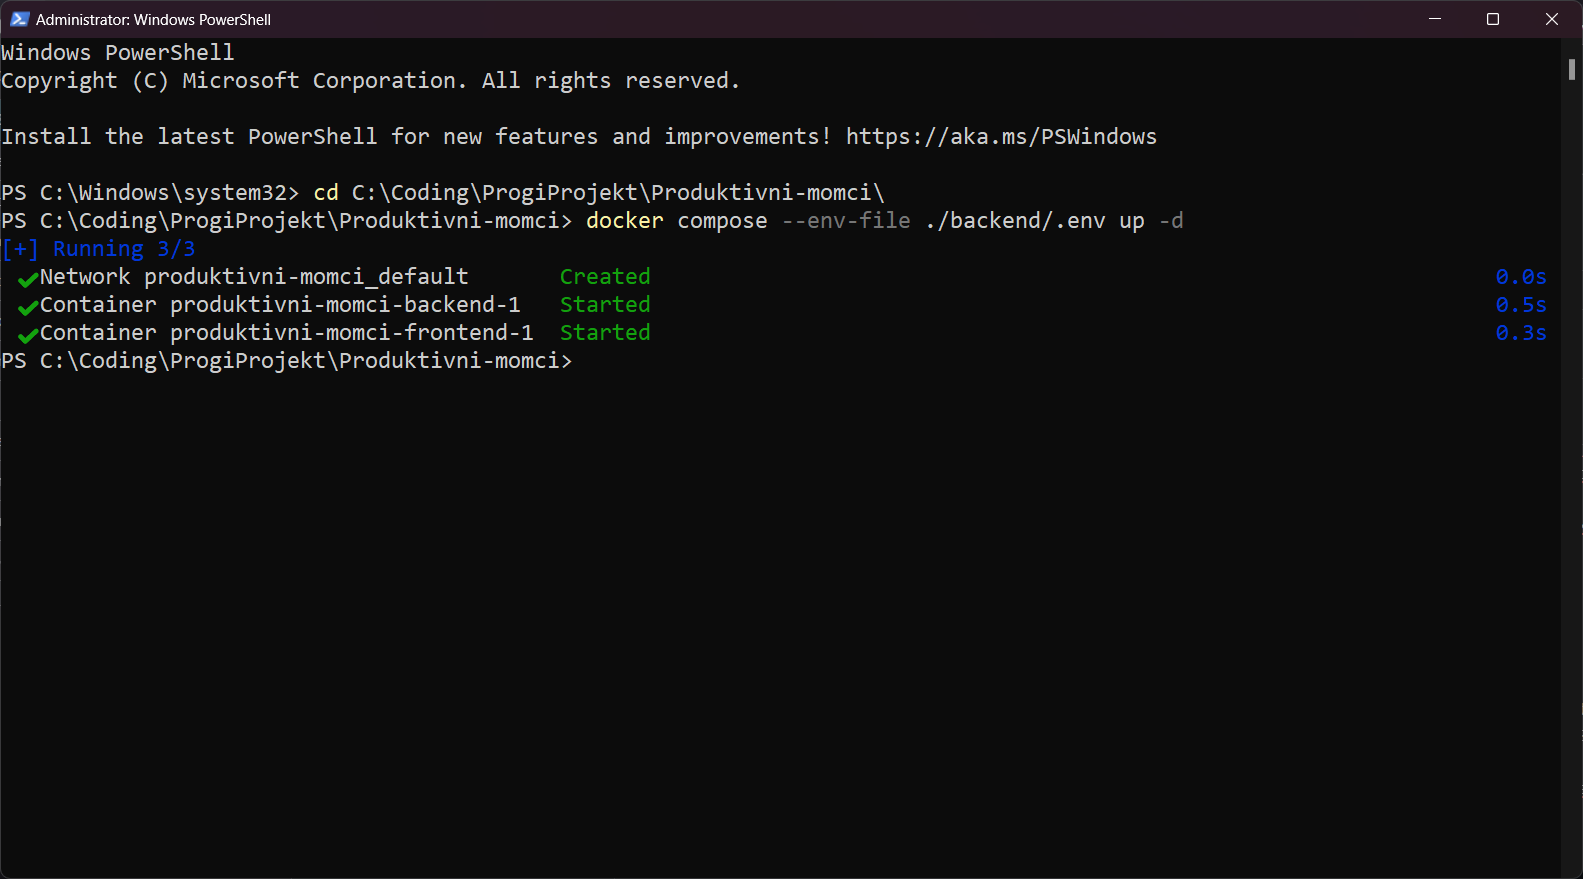 Administrator: Windows PowerShell
Windows PowerShell
Copyright (C) Microsoft Corporation. All rights reserved.
Install the latest PowerShell for new features and improvements! https://aka.ms/PSWindows
PS C:\Windows\system32> cd C:\Coding\ProgiProjekt\Produktivni-momci\
PS C:\Coding\ProgiProjekt\Produktivni-momci> docker compose --env-file ./backend/.env up -d
[+] Running 3/3
✔Network produktivni-momci_default Created 0.0s
✔Container produktivni-momci-backend-1 Started 0.5s
✔Container produktivni-momci-frontend-1 Started 0.3s
PS C:\Coding\ProgiProjekt\Produktivni-momci>